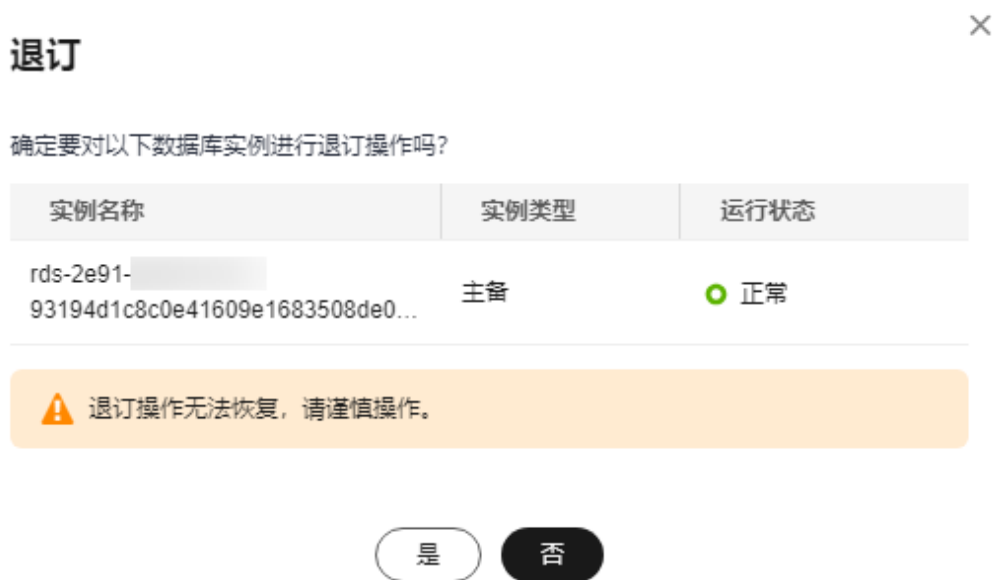 退订
确定要对以下数据库实例进行退订操作吗?
实例名称 实例类型 运行状态
rds-2e91-
93194d1c8c0e41609e1683508de0...
主备
正常
退订操作无法恢复，请谨慎操作。
是 否